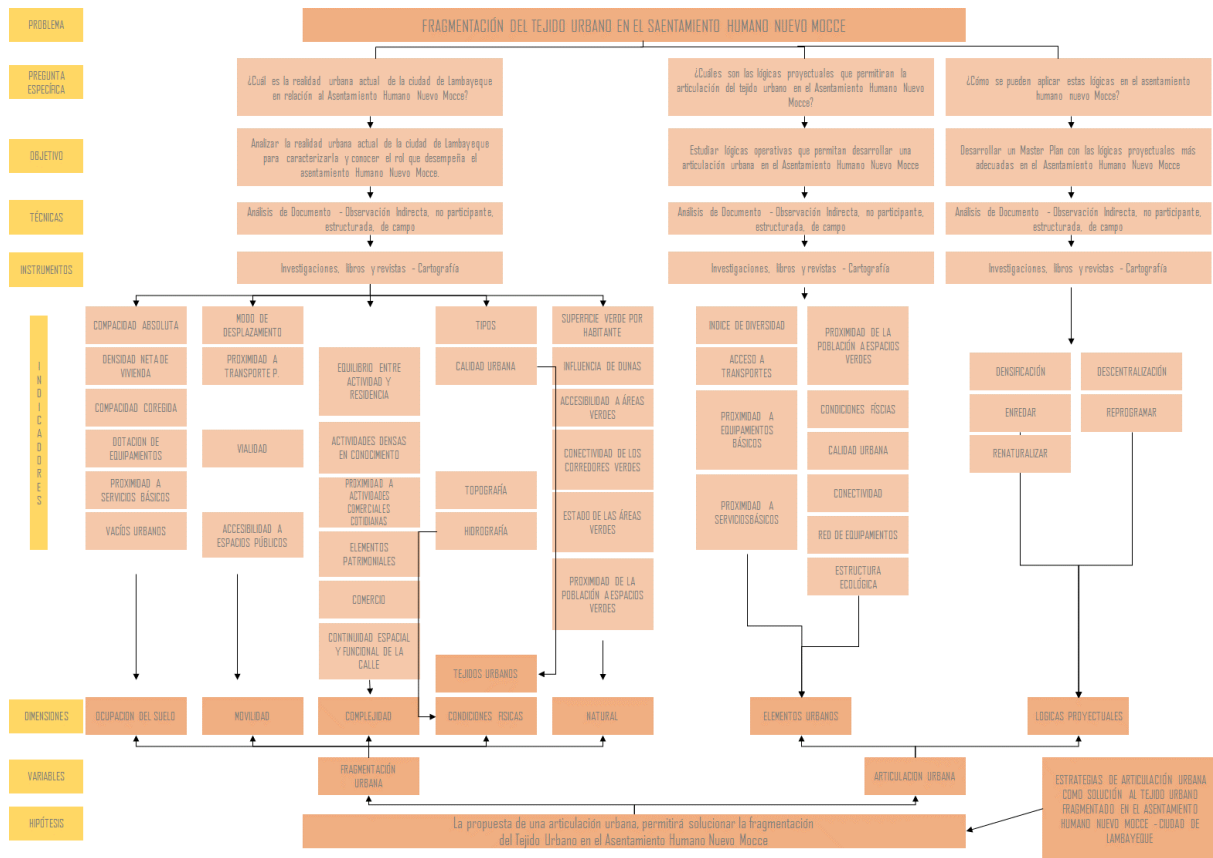 PROBLEMA
FRAGMENTACIÓN DEL TEJIDO URBANO EN EL SAENTAMIENTO HUMANO NUEVO MOCCE
PREGUNTA
ESPECÍFICA
¿Cuál es la realidad urbana actual de la ciudad de Lambayeque
en relación al Asentamiento Humano Nuevo Mocce?
¿Cuáles son las lógicas proyectuales que permitiran la
articulación del tejido urbano en el Asentamiento Humano Nuevo
Mocce?
¿Cómo se pueden aplicar estas lógicas en el asentamiento
humano nuevo Mocce?
OBJETIVO
Analizar la realidad urbana actual de la ciudad de Lambayeque
para caracterizarla y conocer el rol que desempeña el
asentamiento Humano Nuevo Mocce.
Estudiar lógicas operativas que permitan desarrollar una
articulación urbana en el Asentamiento Humano Nuevo Mocce
Desarrollar un Master Plan con las lógicas proyectuales más
adecuadas en el Asentamiento Humano Nuevo Mocce
TÉCNICAS
Análisis de Documento - Observación Indirecta, no participante,
estructurada, de campo
Análisis de Documento - Observación Indirecta, no participante,
estructurada, de campo
Análisis de Documento - Observación Indirecta, no participante,
estructurada, de campo
INSTRUMENTOS
Investigaciones, libros y revistas - Cartografía
Investigaciones, libros y revistas - Cartografía
Investigaciones, libros y revistas - Cartografía
INDICADORES
COMPACIDAD ABSOLUTA
DENSIDAD NETA DE
VIVIENDA
COMPACIDAD COREGIDA
DOTACION DE
EQUIPAMENTOS
PROXIMIDAD A
SERVICIOS BÁSICOS
VACÍOS URBANOS
MODO DE
DESPLAZAMIENTO
PROXIMIDAD A
TRANSPORTE P.
VIALIDAD
ACCESIBILIDAD A
ESPACIOS PÚBLICOS
EQUILIBRIO ENTRE
ACTIVIDAD Y
RESIDENCIA
ACTIVIDADES DENSAS
EN CONOCIMIENTO
PROXIMIDAD A
ACTIVIDADES
COMERCIALES
COTIDIANAS
ELEMENTOS
PATRIMONIALES
COMERCIO
CONTINUIDAD ESPACIAL
Y FUNCIONAL DE LA
CALLE
TIPOS
CALIDAD URBANA
TOPOGRAFÍA
HIDROGRAFÍA
TEJIDOS URBANOS
SUPERFICIE VERDE POR
HABITANTE
INFLUENCIA DE DUNAS
ACCESIBILIDAD A ÁREAS
VERDES
CONECTIVIDAD DE LOS
CORREDORES VERDES
ESTADO DE LAS ÁREAS
VERDES
PROXIMIDAD DE LA
POBLACIÓN A ESPACIOS
VERDES
INDICE DE DIVERSIDAD
ACCESO A
TRANSPORTES
PROXIMIDAD A
EQUIPAMENTOS
BÁSICOS
PROXIMIDAD A
SERVICIOSBÁSICOS
PROXIMIDAD DE LA
POBLACIÓN A ESPACIOS
VERDES
CONDICIONES FÍSCIAS
CALIDAD URBANA
CONECTIVIDAD
RED DE EQUIPAMENTOS
ESTRUCTURA
ECOLÓGICA
DENSIFICACIÓN
ENREDAR
RENATURALIZAR
DESCENTRALIZACIÓN
REPROGRAMAR
DIMENSIONES
OCUPACION DEL SUELO
MOVILIDAD
COMPLEJIDAD
CONDICIONES FISICAS
NATURAL
ELEMENTOS URBANOS
LOGICAS PROYECTUALES
VARIABLES
FRAGMENTACIÓN
URBANA
ARTICULACIÓN URBANA
HIPÓTESIS
La propuesta de una articulación urbana, permitirá solucionar la fragmentación
del Tejido Urbano en el Asentamiento Humano Nuevo Mocce
ESTRATEGIAS DE ARTICULACIÓN URBANA
COMO SOLUCIÓN AL TEJIDO URBANO
FRAGMENTADO EN EL ASENTAMIENTO
HUMANO NUEVO MOCCE - CIUDAD DE
LAMBAYEQUE